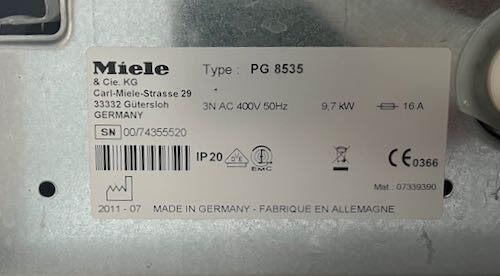 Miele
Type : PG 8535
& Cie. KG
Carl-Miele-Strasse 29
33332 Gütersloh
GERMANY
3N AC 400V 50Hz 9,7 kW 16 A
SN 00/74355520
IP 20 DVE EMC CE 0366
Mat.: 07339390
2011 - 07 MADE IN GERMANY - FABRIQUE EN ALLEMAGNE